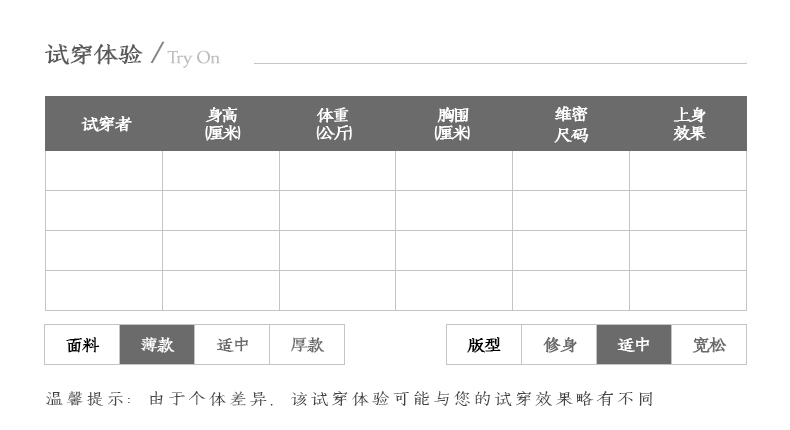 试穿体验 / Try On
试穿者 身高 体重 胸围 维密 上身
(厘米) (公斤) (厘米) 尺码 效果
面料 薄款 适中 厚款 版型 修身 适中 宽松
温馨提示: 由于个体差异, 该试穿体验可能与您的试穿效果略有不同